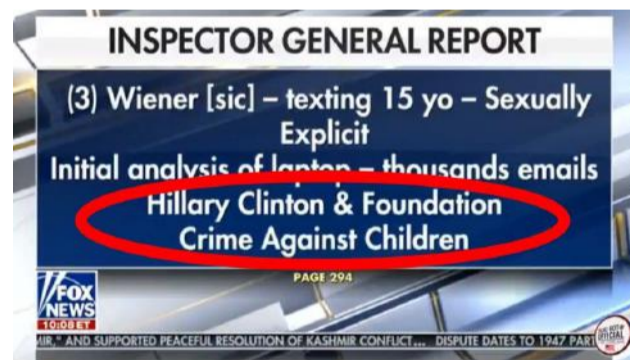 INSPECTOR GENERAL REPORT
(3) Wiener [sic] – texting 15 yo – Sexually
Explicit
Initial analysis of laptop – thousands emails
Hillary Clinton & Foundation
Crime Against Children
PAGE 294
FOX
NEWS
10:08 ET
MIR," AND SUPPORTED PEACEFUL RESOLUTION OF KASHMIR CONFLICT... DISPUTE DATES TO 1947 PART
OFFICIAL